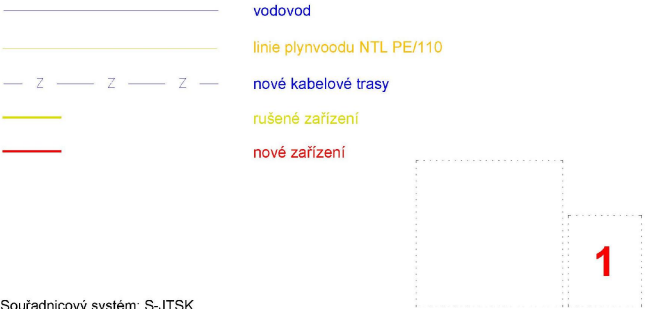 vodovod
linie plynvoodu NTL PE/110
Z Z Z nové kabelové trasy
rušené zařízení
nové zařízení
1
Souřadnicový systém: S-JTSK